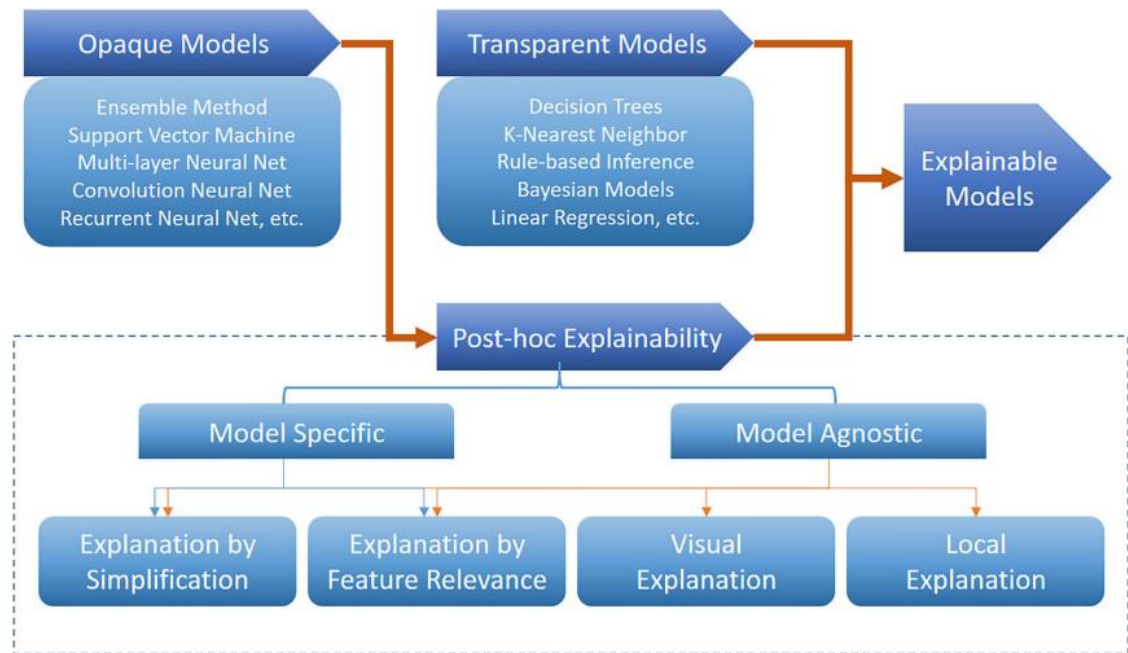 Opaque Models
Ensemble Method
Support Vector Machine
Multi-layer Neural Net
Convolution Neural Net
Recurrent Neural Net, etc.
Transparent Models
Decision Trees
K-Nearest Neighbor
Rule-based Inference
Bayesian Models
Linear Regression, etc.
Explainable
Models
Post-hoc Explainability
Model Specific
Model Agnostic
Explanation by
Simplification
Explanation by
Feature Relevance
Visual
Explanation
Local
Explanation